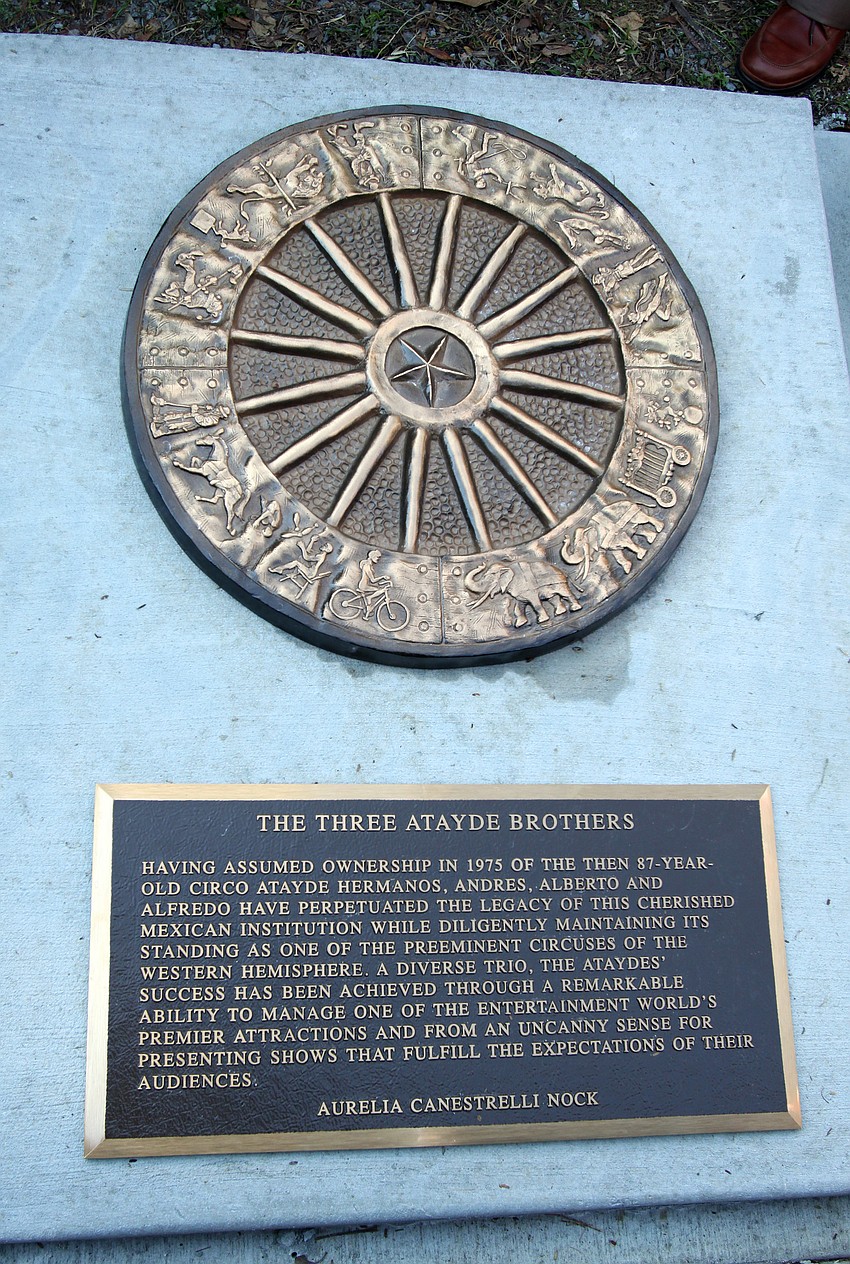 THE THREE ATAYDE BROTHERS
HAVING ASSUMED OWNERSHIP IN 1975 OF THE THEN 87-YEAR-
OLD CIRCO ATAYDE HERMANOS, ANDRES, ALBERTO AND
ALFREDO HAVE PERPETUATED THE LEGACY OF THIS CHERISHED
MEXICAN INSTITUTION WHILE DILIGENTLY MAINTAINING ITS
STANDING AS ONE OF THE PREEMINENT CIRCUSES OF THE
WESTERN HEMISPHERE. A DIVERSE TRIO, THE ATAYDES'
SUCCESS HAS BEEN ACHIEVED THROUGH A REMARKABLE
ABILITY TO MANAGE ONE OF THE ENTERTAINMENT WORLD'S
PREMIER ATTRACTIONS AND FROM AN UNCANNY SENSE FOR
PRESENTING SHOWS THAT FULFILL THE EXPECTATIONS OF THEIR
AUDIENCES.
AURELIA CANESTRELLI NOCK